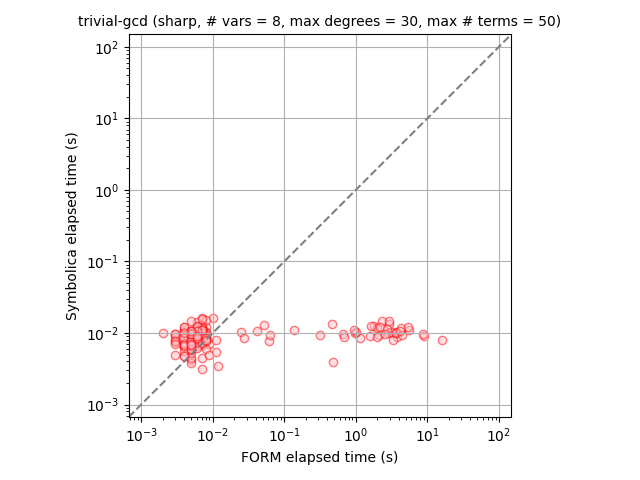 trivial-gcd (sharp, # vars = 8, max degrees = 30, max # terms = 50)
Symbolica elapsed time (s)
10²
10¹
10⁰
10⁻¹
10⁻²
10⁻³
10⁻³ 10⁻² 10⁻¹ 10⁰ 10¹ 10²
FORM elapsed time (s)